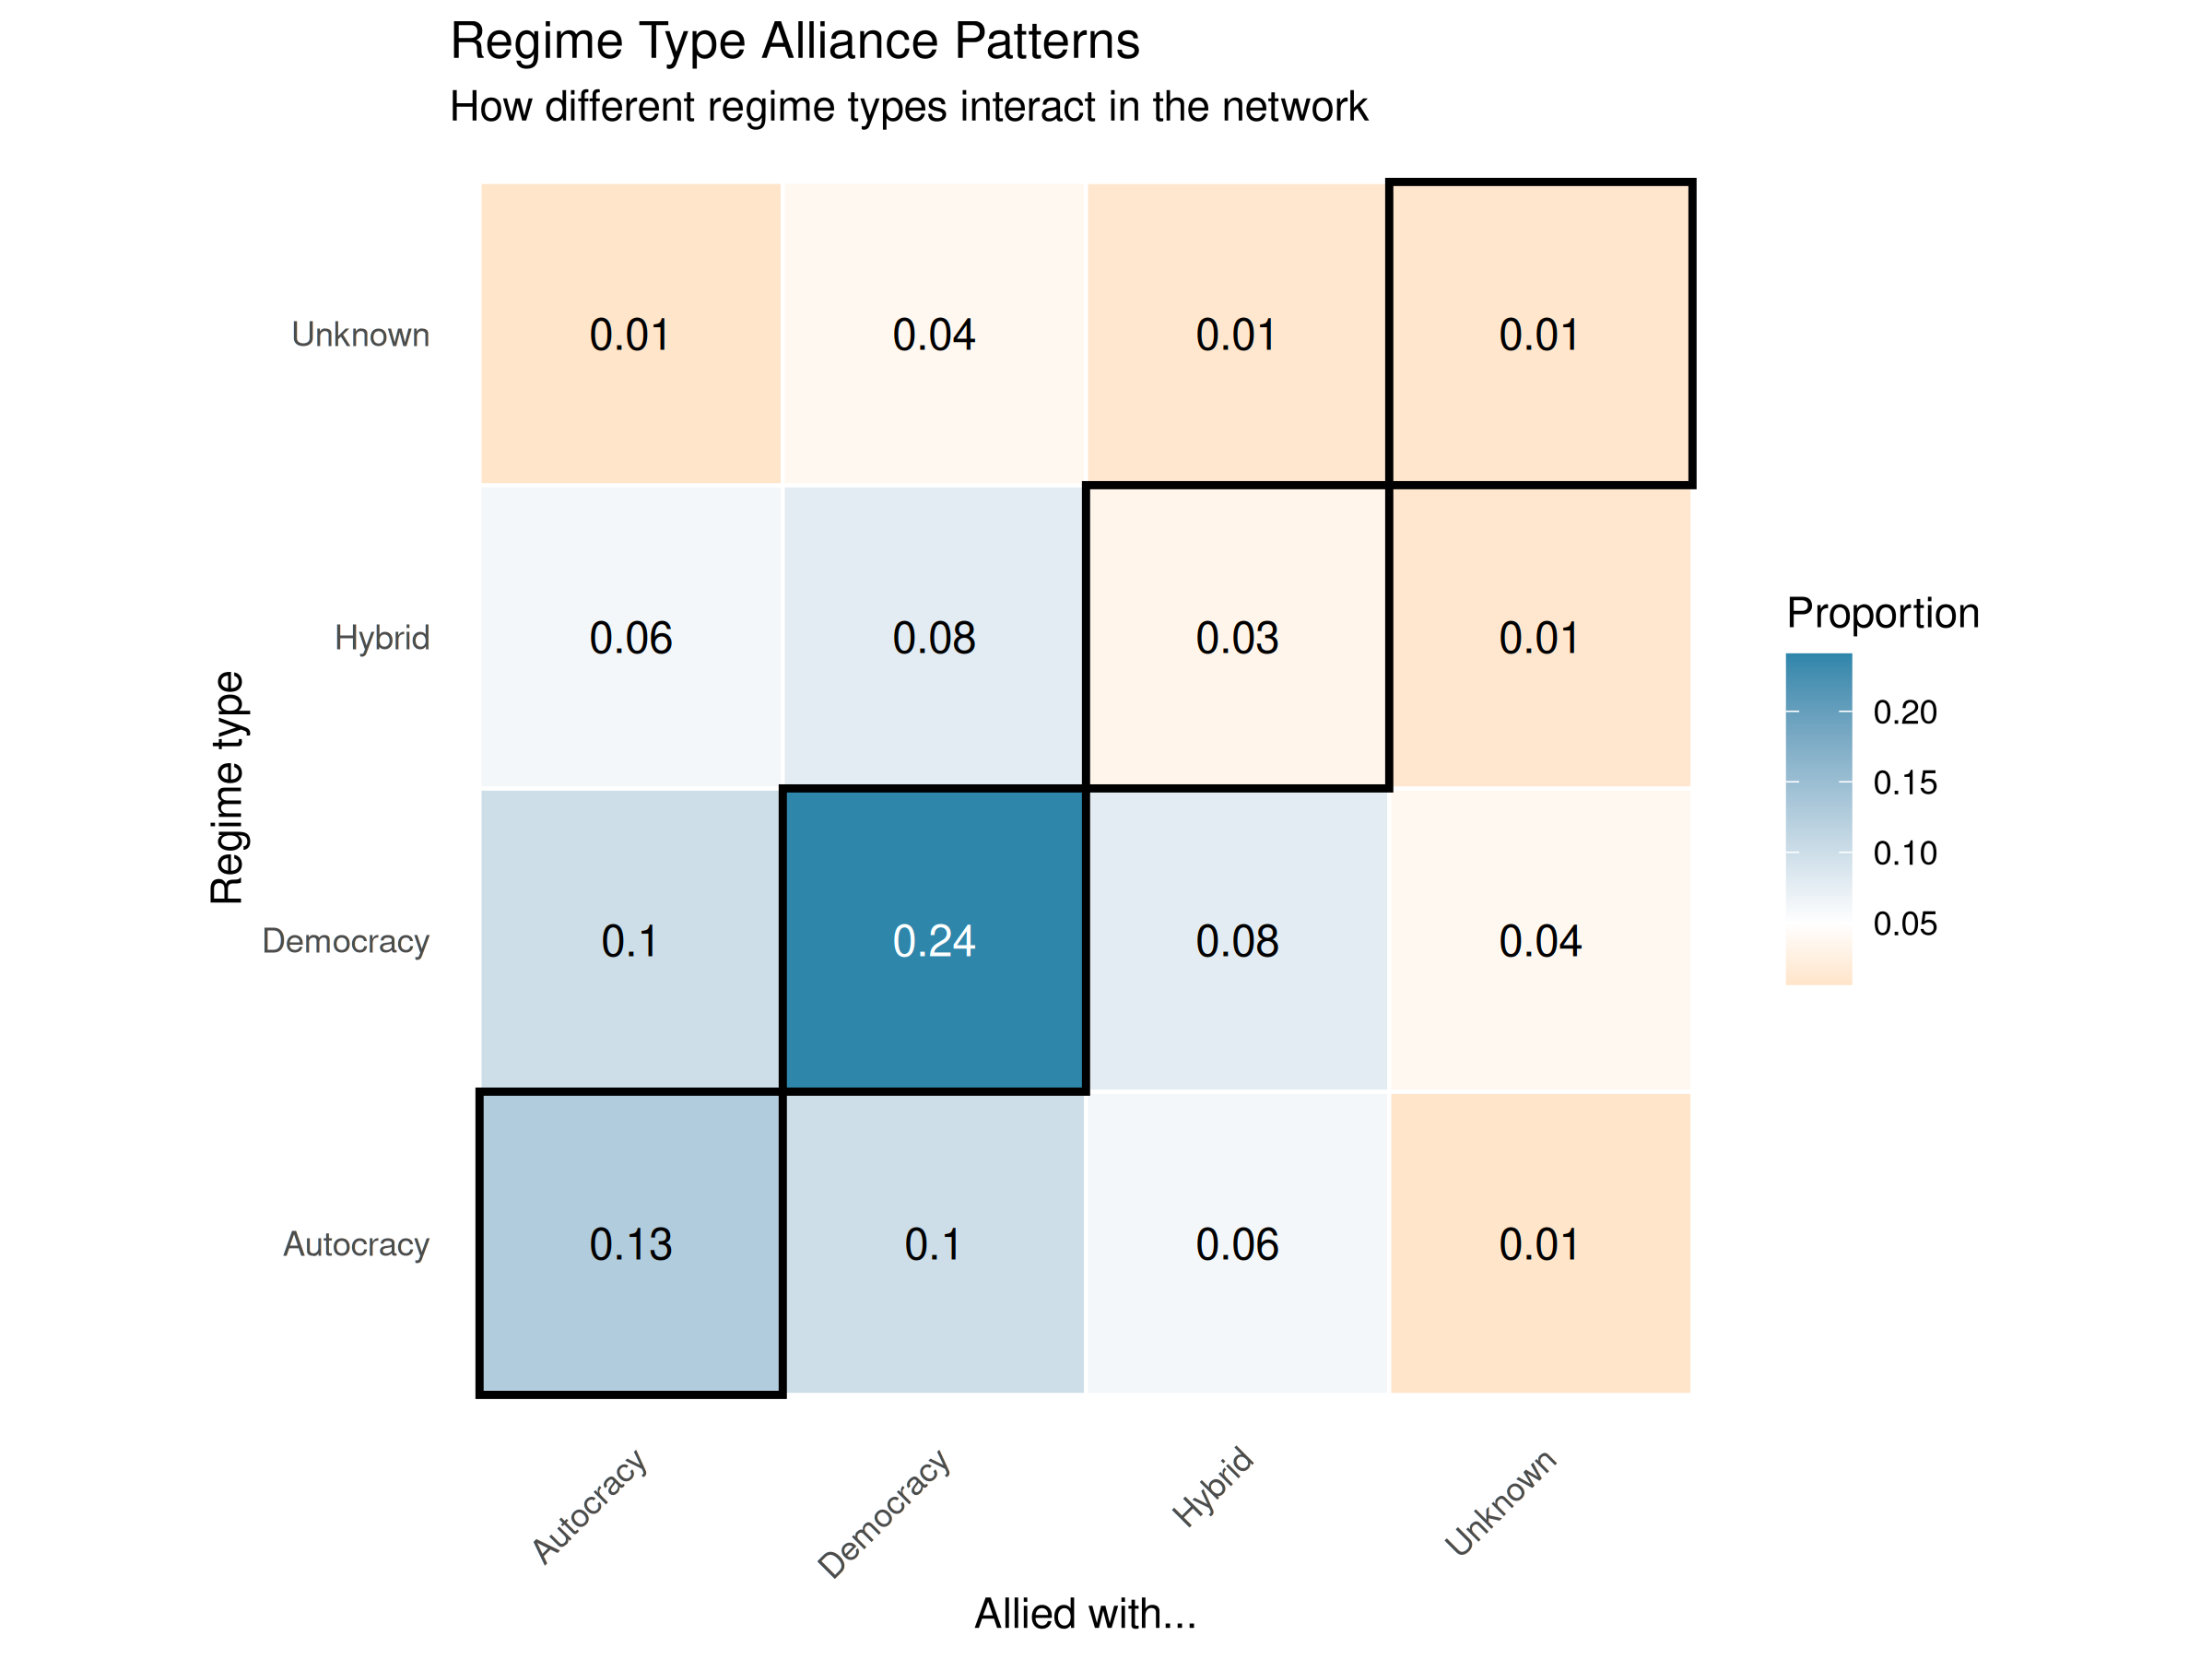 Regime Type Alliance Patterns
How different regime types interact in the network
Unknown
0.01
0.04
0.01
0.01
Hybrid
0.06
0.08
0.03
0.01
Democracy
0.1
0.24
0.08
0.04
Autocracy
0.13
0.1
0.06
0.01
Regime type
Autocracy
Democracy
Hybrid
Unknown
Allied with...
Proportion
0.20
0.15
0.10
0.05